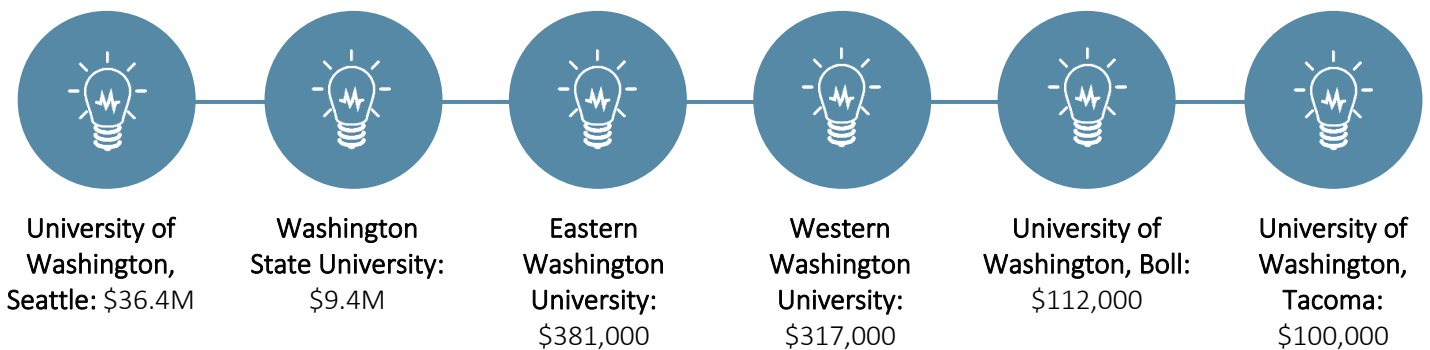 University of
Washington,
Seattle: $36.4M
Washington
State University:
$9.4M
Eastern
Washington
University:
$381,000
Western
Washington
University:
$317,000
University of
Washington, Boll:
$112,000
University of
Washington,
Tacoma:
$100,000